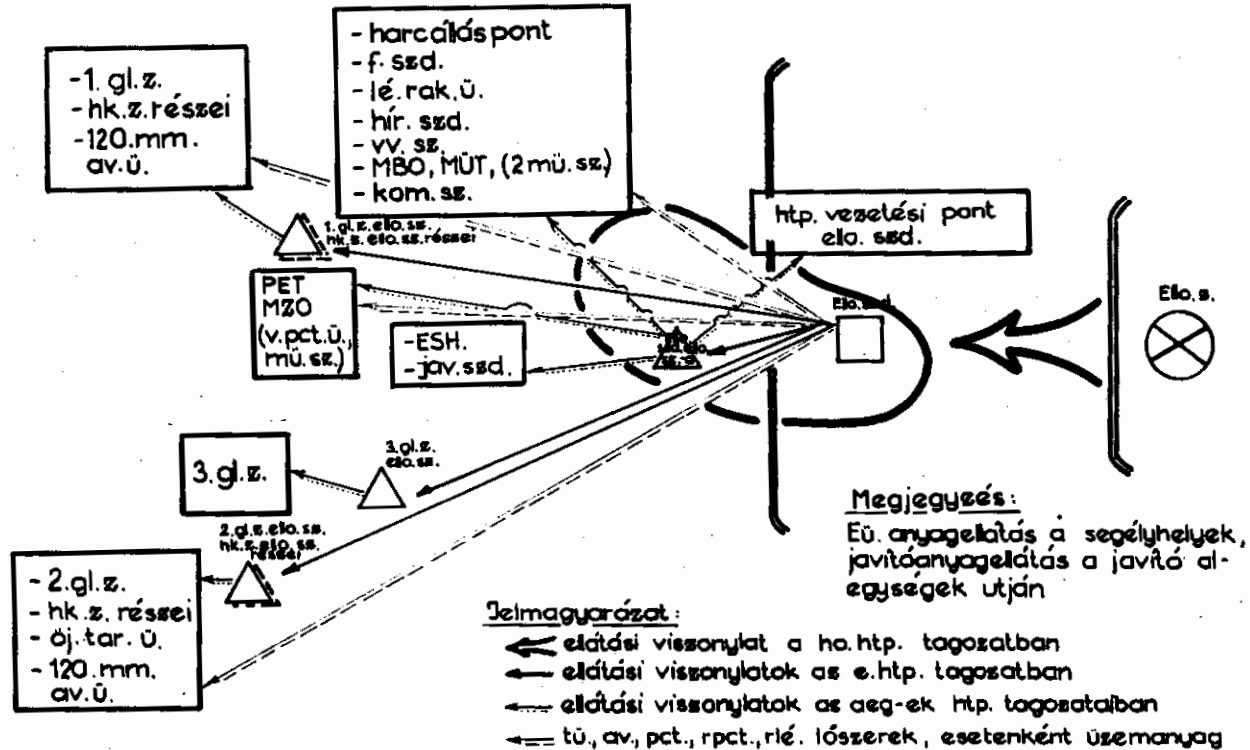 -1. gl.z.
-hk.z.részei
-120.mm.
av.ü.
- harcálláspont
- f. szd.
- lé.rak.ü.
- hír. szd.
- vv. sz.
- MBO, MÜT, (2 mü. sz.)
- kom.sz.
htp. vezetési pont
ello. szd.
1. gl.z.ello.sz.
hk.z.ello.sz.részei
PET
MZO
(v.pct.ü.,
mü.sz.)
-ESH.
-jav.szd.
Ello.szd.
Ello.s.
3.gl.z.
3.gl.z.
ello.sz.
2.gl.z.ello.sz.
hk.z.ello.sz.
részei
- 2.gl.z.
- hk.z. részei
- öj.tar.ü.
- 120.mm.
av.ü.
Megjegyzés:
Eü. anyagellátás a segélyhelyek,
javítóanyagellátás a javító al-
egységek utján
Jelmagyarázat:
ellátási viszonylat a ho.htp. tagozatban
ellátási viszonylatok az e.htp. tagozatban
ellátási viszonylatok az aeg-ek htp. tagozataiban
tü., av., pct., rpct., rlé. lőszerek, esetenként üzemanyag